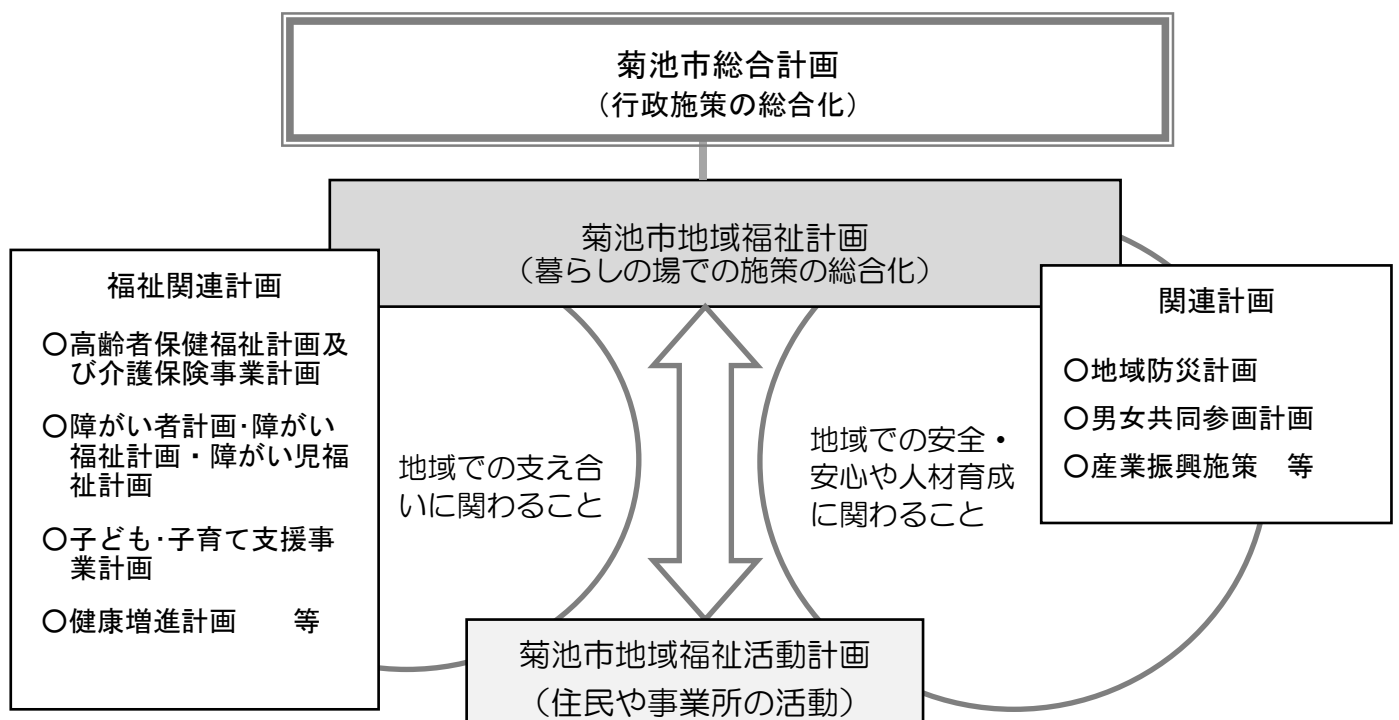 菊池市総合計画
（行政施策の総合化）
菊池市地域福祉計画
（暮らしの場での施策の総合化）
福祉関連計画
○高齢者保健福祉計画及
び介護保険事業計画
○障がい者計画･障がい
福祉計画・障がい児福
祉計画
○子ども･子育て支援事
業計画
○健康増進計画　　等
地域での支え合
いに関わること
地域での安全・
安心や人材育成
に関わること
関連計画
○地域防災計画
○男女共同参画計画
○産業振興施策　等
菊池市地域福祉活動計画
（住民や事業所の活動）